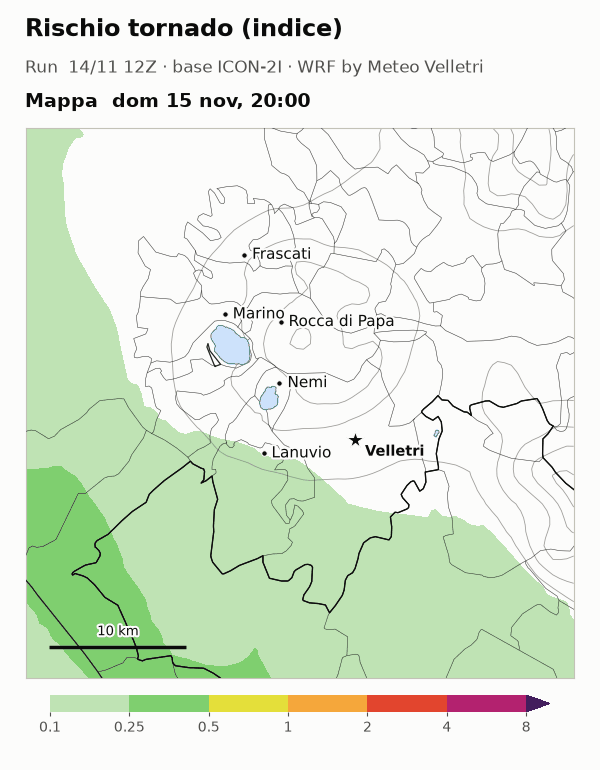 Rischio tornado (indice)
Run  14/11 12Z · base ICON-2I · WRF by Meteo Velletri
Mappa  dom 15 nov, 20:00
Frascati
Marino
Rocca di Papa
Nemi
Velletri
Lanuvio
10 km
0.1 0.25 0.5 1 2 4 8